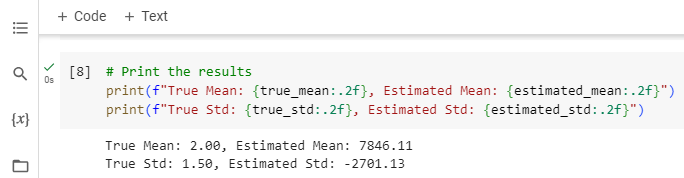 + Code + Text
[8] # Print the results
0s
print(f"True Mean: {true_mean:.2f}, Estimated Mean: {estimated_mean:.2f}")
print(f"True Std: {true_std:.2f}, Estimated Std: {estimated_std:.2f}")
{x}
True Mean: 2.00, Estimated Mean: 7846.11
True Std: 1.50, Estimated Std: -2701.13